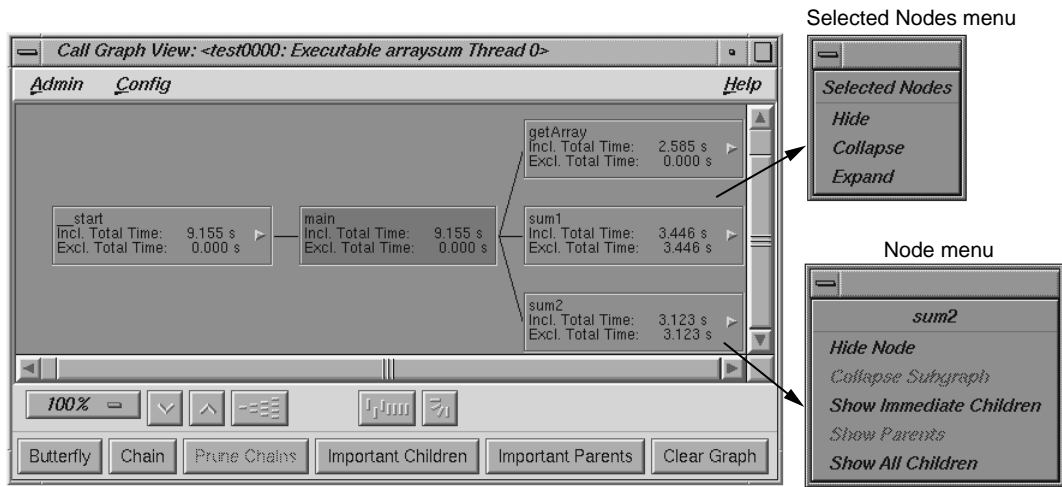 Selected Nodes menu
Call Graph View: <test0000: Executable arraysum Thread 0>
Admin Config Help
getArray
Incl. Total Time: 2.585 s
Excl. Total Time: 0.000 s
__start
Incl. Total Time: 9.155 s
Excl. Total Time: 0.000 s
main
Incl. Total Time: 9.155 s
Excl. Total Time: 0.000 s
sum1
Incl. Total Time: 3.446 s
Excl. Total Time: 3.446 s
sum2
Incl. Total Time: 3.123 s
Excl. Total Time: 3.123 s
100%
Butterfly Chain Prune Chains Important Children Important Parents Clear Graph
Selected Nodes
Hide
Collapse
Expand
Node menu
sum2
Hide Node
Collapse Subgraph
Show Immediate Children
Show Parents
Show All Children